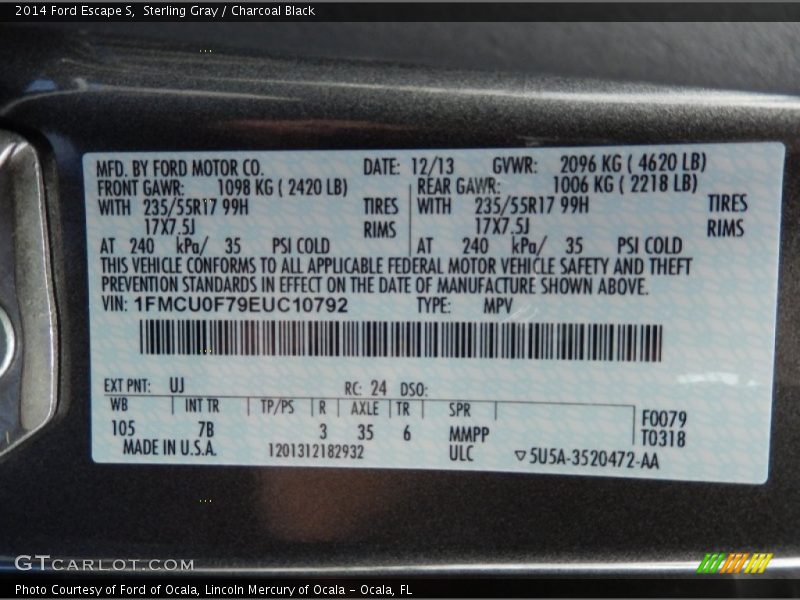 2014 Ford Escape S,  Sterling Gray / Charcoal Black
MFD. BY FORD MOTOR CO. DATE: 12/13 GVWR: 2096 KG ( 4620 LB)
FRONT GAWR: 1098 KG ( 2420 LB) REAR GAWR: 1006 KG ( 2218 LB)
WITH 235/55R17 99H TIRES WITH 235/55R17 99H TIRES
17X7.5J RIMS 17X7.5J RIMS
AT 240 kPa/ 35 PSI COLD AT 240 kPa/ 35 PSI COLD
THIS VEHICLE CONFORMS TO ALL APPLICABLE FEDERAL MOTOR VEHICLE SAFETY AND THEFT
PREVENTION STANDARDS IN EFFECT ON THE DATE OF MANUFACTURE SHOWN ABOVE.
VIN: 1FMCU0F79EUC10792 TYPE: MPV
EXT PNT: UJ RC: 24 DSO:
WB INT TR TP/PS R AXLE TR SPR F0079
105 7B 3 35 6 MMPP T0318
MADE IN U.S.A. 1201312182932 ULC ▽5U5A-3520472-AA
GTCARLOT.COM
Photo Courtesy of Ford of Ocala, Lincoln Mercury of Ocala - Ocala, FL